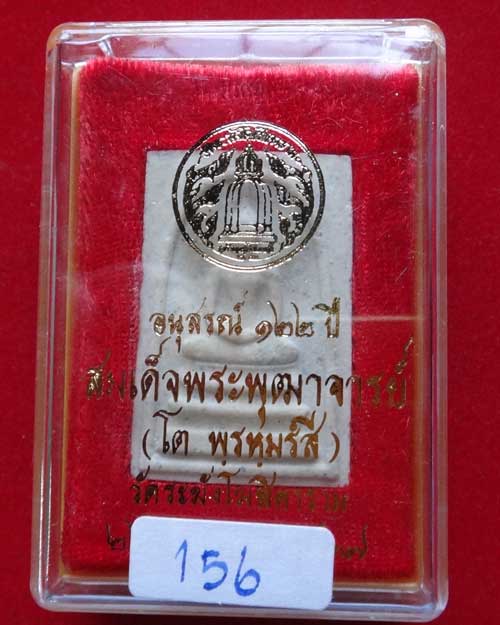 อนุสรณ์ ๑๒๒ ปี
สมเด็จพระพุฒาจารย์
(โต พฺรหฺมรํสี)
วัดระฆังโฆสิตาราม
156